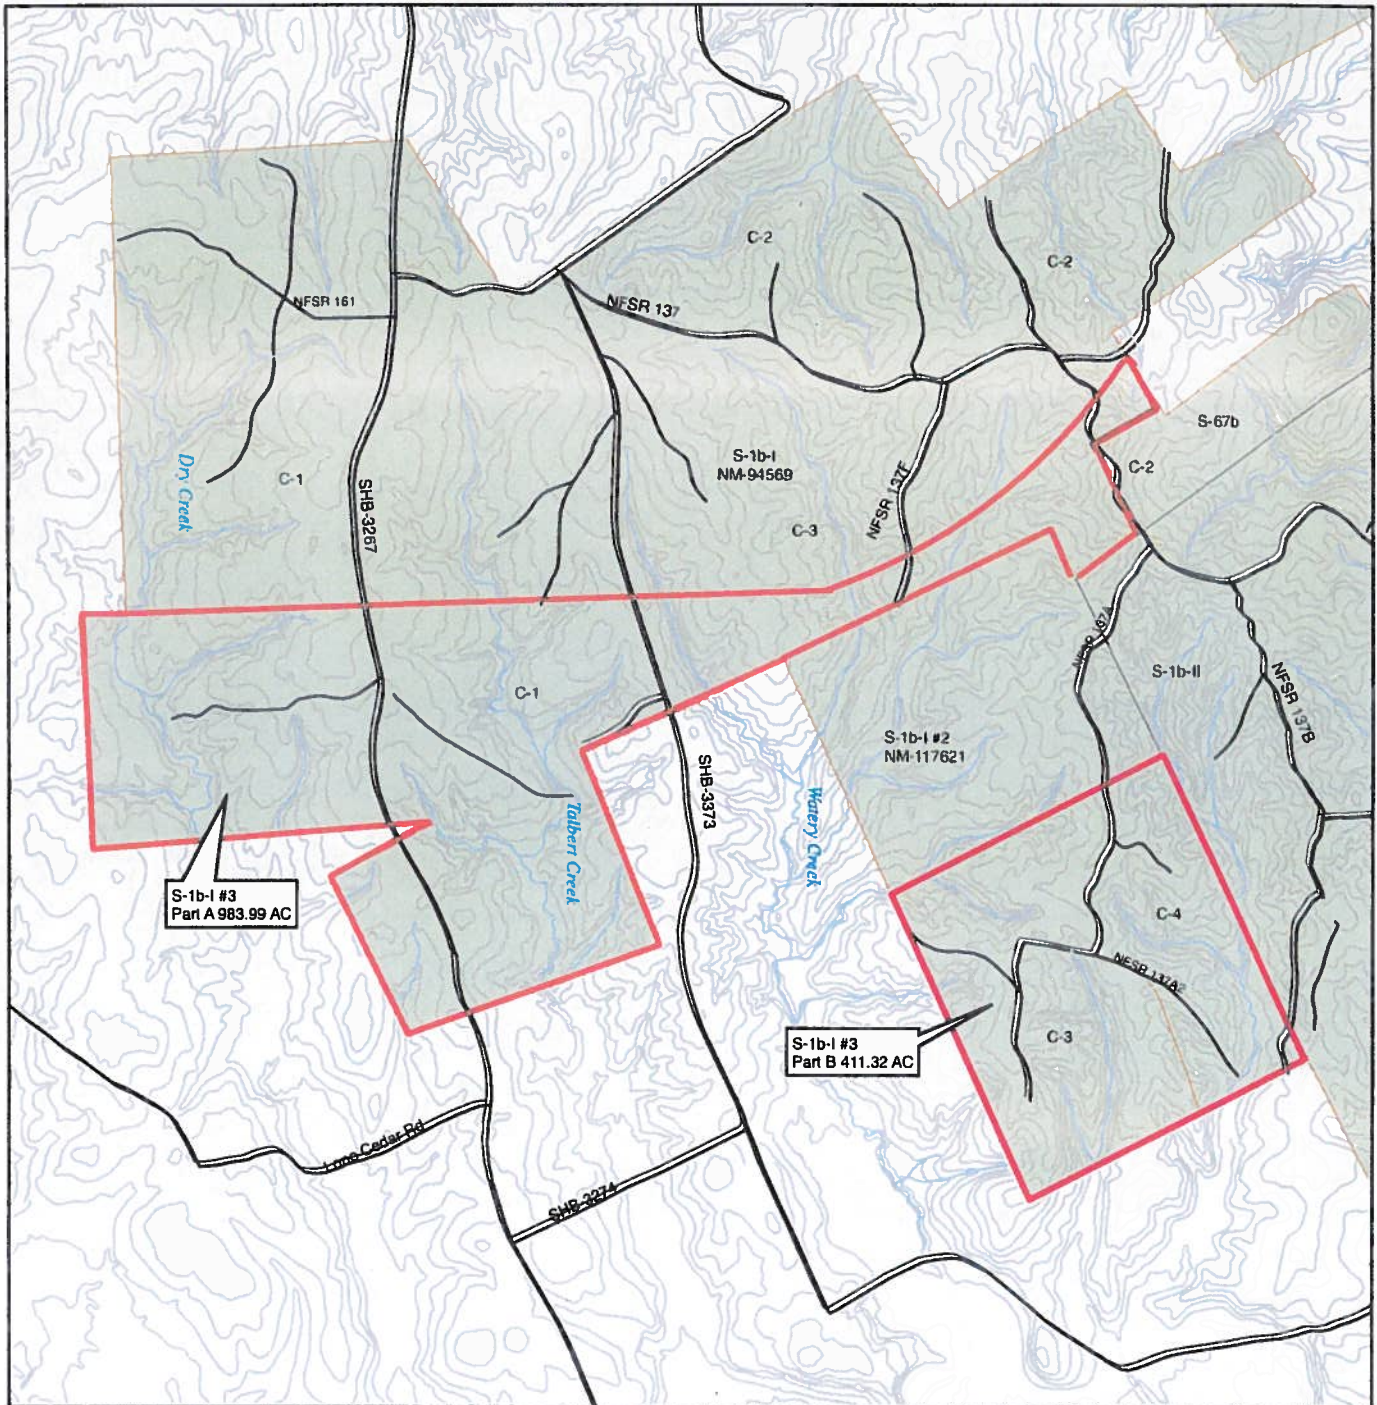 C-2
C-2
NFSR 161
NFSR 137
S-67b
Dry Creek
C-1
SHB-3267
S-1b-I
NM-94569
C-2
NFSR 137F
C-3
NFSR 137A
S-1b-II
C-1
NFSR 137B
S-1b-I #2
NM-117621
SHB-3373
Watery Creek
Talbert Creek
S-1b-I #3
Part A 983.99 AC
C-4
NFSR 137A2
S-1b-I #3
Part B 411.32 AC
C-3
Lone Cedar Rd
SHB-3274